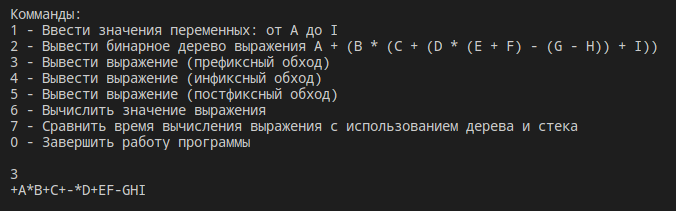 Комманды:
1 - Ввести значения переменных: от A до I
2 - Вывести бинарное дерево выражения A + (B * (C + (D * (E + F) - (G - H)) + I))
3 - Вывести выражение (префиксный обход)
4 - Вывести выражение (инфиксный обход)
5 - Вывести выражение (постфиксный обход)
6 - Вычислить значение выражения
7 - Сравнить время вычисления выражения с использованием дерева и стека
0 - Завершить работу программы
3
+A*B+C+-*D+EF-GHI